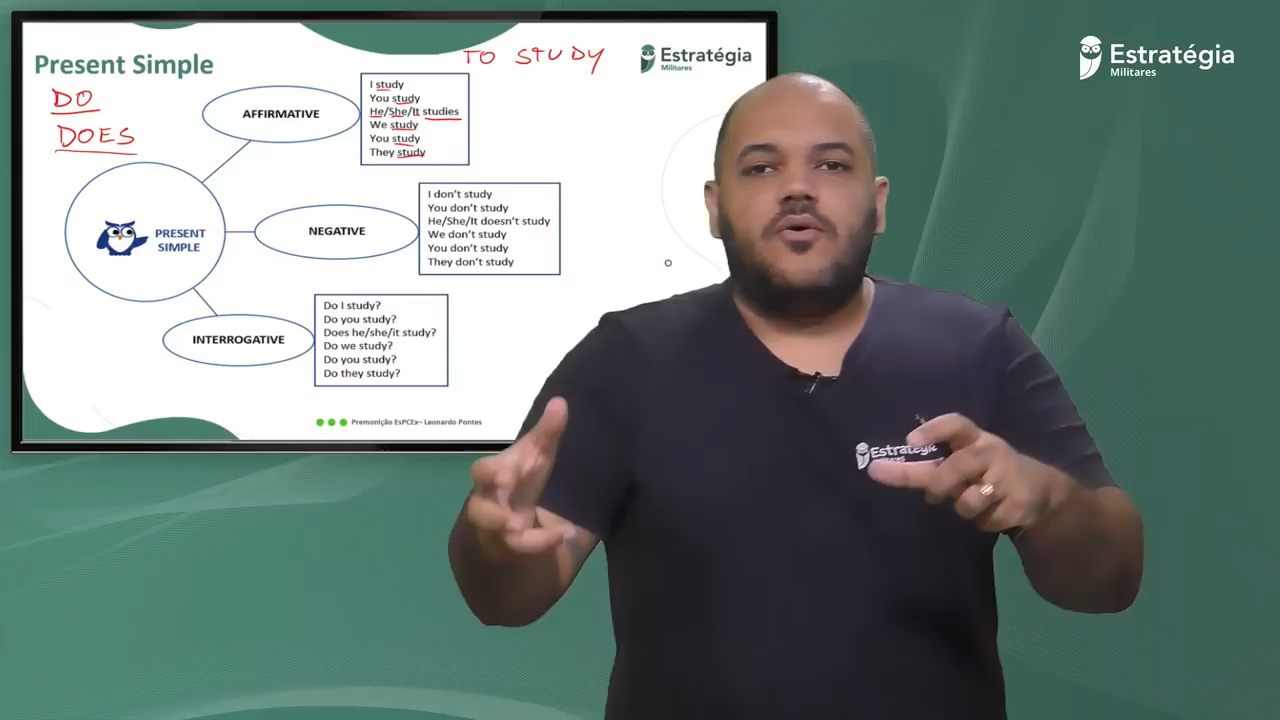 Present Simple
TO STUDY
Estratégia
Militares
DO
DOES
AFFIRMATIVE
I study
You study
He/She/It studies
We study
You study
They study
PRESENT
SIMPLE
NEGATIVE
I don't study
You don't study
He/She/It doesn't study
We don't study
You don't study
They don't study
INTERROGATIVE
Do I study?
Do you study?
Does he/she/it study?
Do we study?
Do you study?
Do they study?
Premonição EsPCEx– Leonardo Pontes
Estratégia
Militares
Estratégia